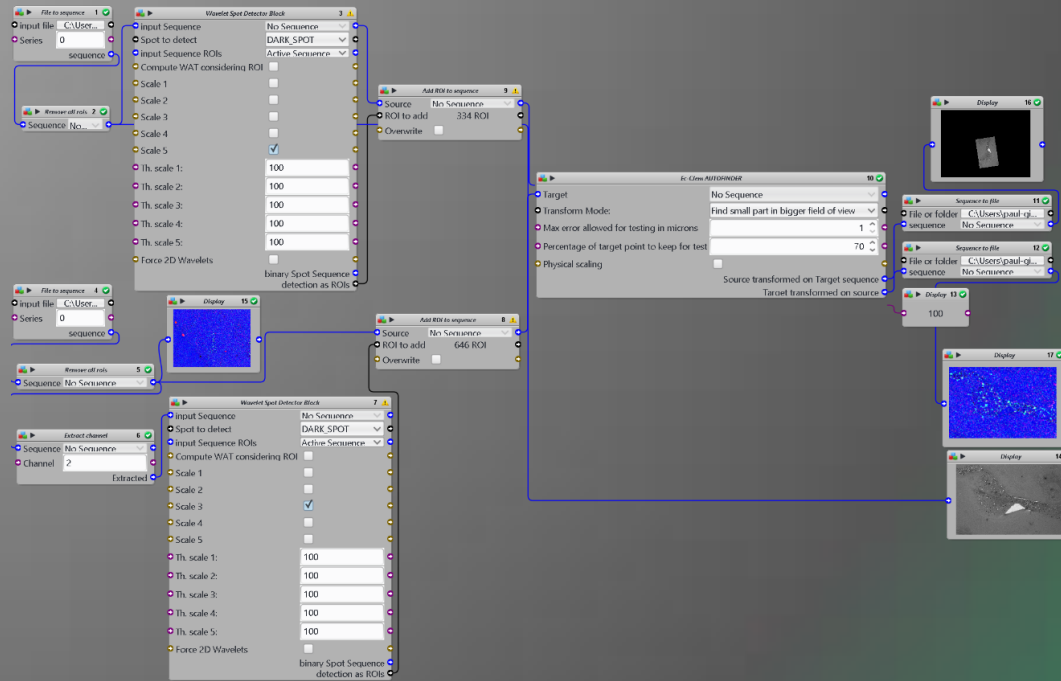 File to sequence 1
input file C:\User...
Series 0
sequence
Remove all rois 2
Sequence No...
Wavelet Spot Detector Block 3
input Sequence No Sequence
Spot to detect DARK_SPOT
input Sequence ROIs Active Sequence
Compute WAT considering ROI
Scale 1
Scale 2
Scale 3
Scale 4
Scale 5
Th. scale 1: 100
Th. scale 2: 100
Th. scale 3: 100
Th. scale 4: 100
Th. scale 5: 100
Force 2D Wavelets
binary Spot Sequence
detection as ROIs
Add ROI to sequence 9
Source No Sequence
ROI to add 334 ROI
Overwrite
Ec-Clem AUTOFINDER 10
Target No Sequence
Transform Mode: Find small part in bigger field of view
Max error allowed for testing in microns 1
Percentage of target point to keep for test 70
Physical scaling
Source transformed on Target sequence
Target transformed on source
Display 16
Sequence to file 11
File or folder C:\Users\paul-gi...
sequence No Sequence
Sequence to file 12
File or folder C:\Users\paul-gi...
sequence No Sequence
Display 13
100
File to sequence 4
input file C:\User...
Series 0
sequence
Display 15
Remove all rois 5
Sequence No Sequence
Add ROI to sequence 8
Source No Sequence
ROI to add 646 ROI
Overwrite
Display 17
Extract channel 6
Sequence No Sequence
Channel 2
Extracted
Wavelet Spot Detector Block 7
input Sequence No Sequence
Spot to detect DARK_SPOT
input Sequence ROIs Active Sequence
Compute WAT considering ROI
Scale 1
Scale 2
Scale 3
Scale 4
Scale 5
Th. scale 1: 100
Th. scale 2: 100
Th. scale 3: 100
Th. scale 4: 100
Th. scale 5: 100
Force 2D Wavelets
binary Spot Sequence
detection as ROIs
Display 14